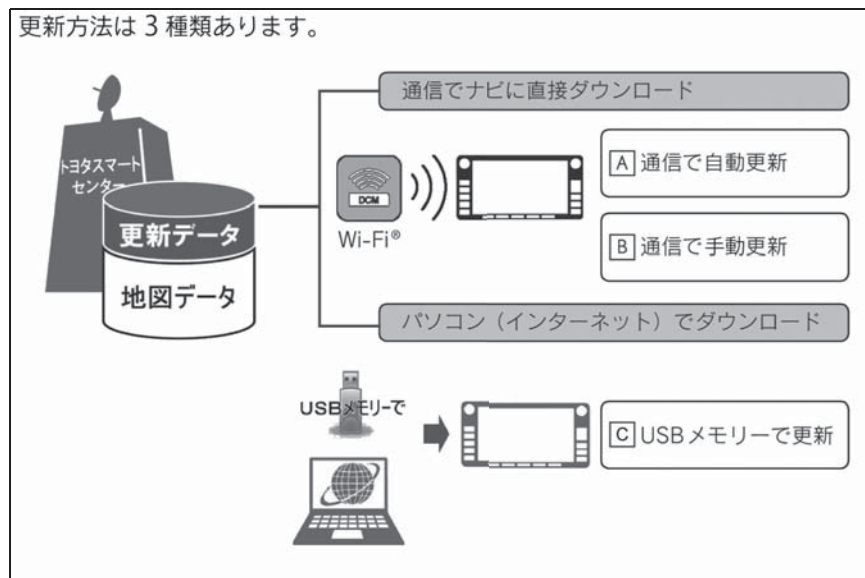 更新方法は 3 種類あります。
通信でナビに直接ダウンロード
トヨタスマート
センター
更新データ
地図データ
DCM
Wi-Fi®
A 通信で自動更新
B 通信で手動更新
パソコン（インターネット）でダウンロード
USBメモリーで
C USBメモリーで更新